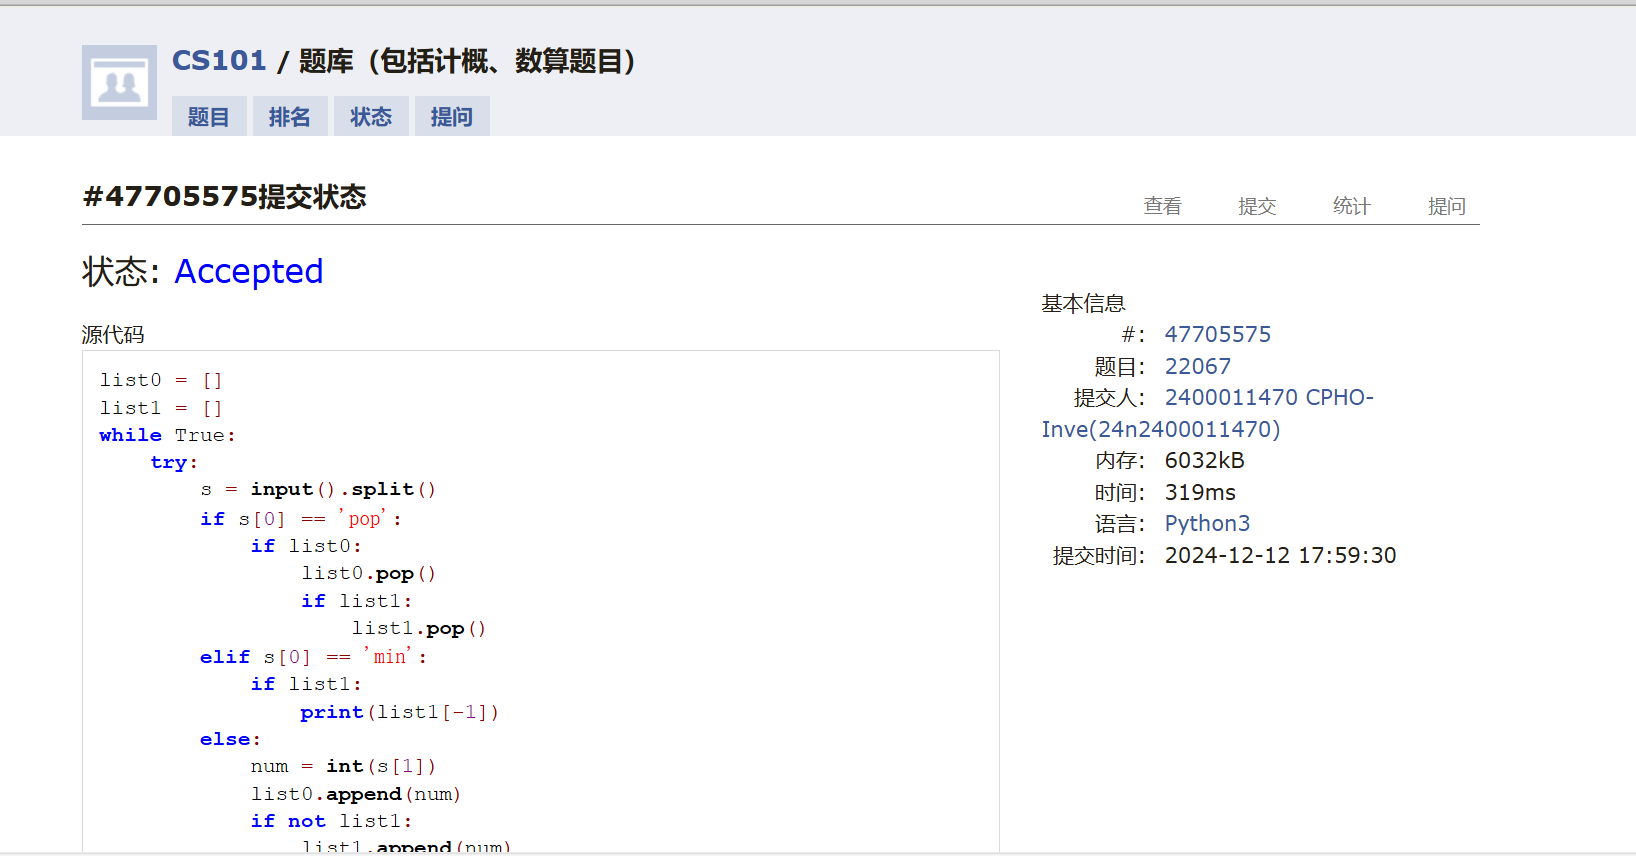 CS101 / 题库（包括计概、数算题目）
题目 排名 状态 提问
#47705575提交状态
查看 提交 统计 提问
状态: Accepted
源代码
list0 = []
list1 = []
while True:
    try:
        s = input().split()
        if s[0] == 'pop':
            if list0:
                list0.pop()
                if list1:
                    list1.pop()
        elif s[0] == 'min':
            if list1:
                print(list1[-1])
        else:
            num = int(s[1])
            list0.append(num)
            if not list1:
                list1.append(num)
基本信息
#: 47705575
题目: 22067
提交人: 2400011470 CPHO-
Inve(24n2400011470)
内存: 6032kB
时间: 319ms
语言: Python3
提交时间: 2024-12-12 17:59:30